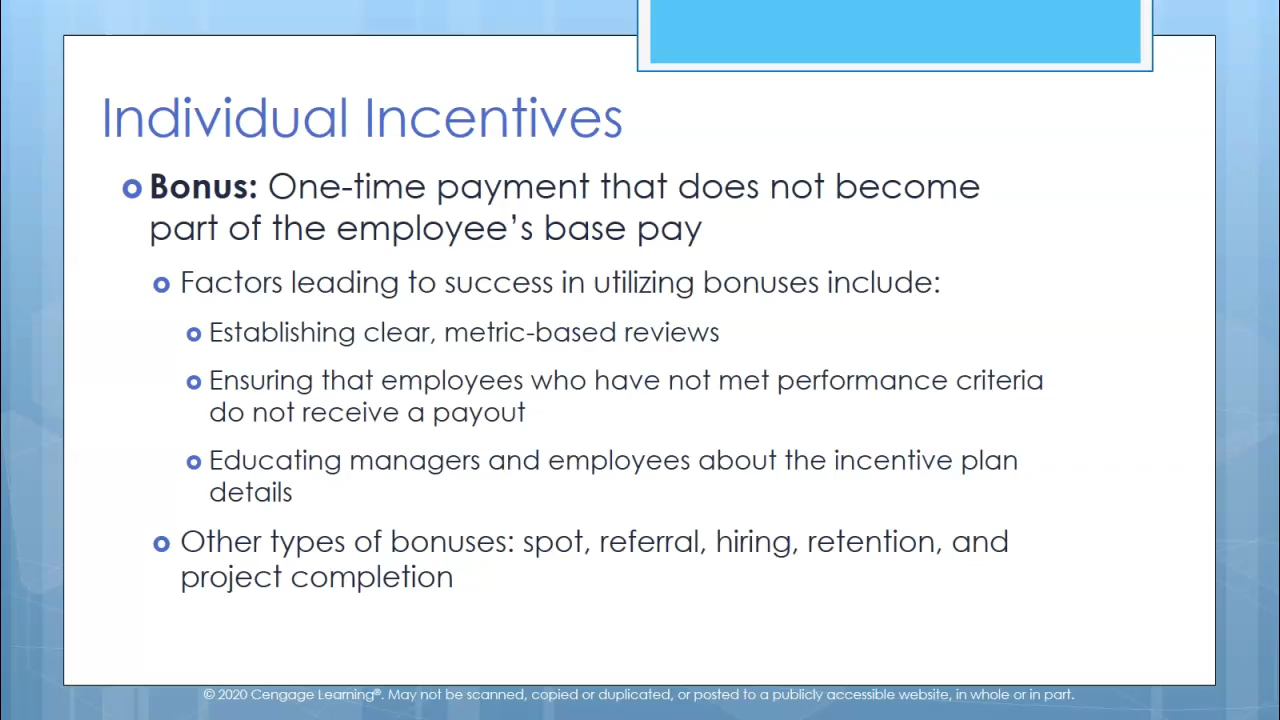 Individual Incentives
Bonus: One-time payment that does not become
part of the employee’s base pay
Factors leading to success in utilizing bonuses include:
Establishing clear, metric-based reviews
Ensuring that employees who have not met performance criteria
do not receive a payout
Educating managers and employees about the incentive plan
details
Other types of bonuses: spot, referral, hiring, retention, and
project completion
© 2020 Cengage Learning®. May not be scanned, copied or duplicated, or posted to a publicly accessible website, in whole or in part.